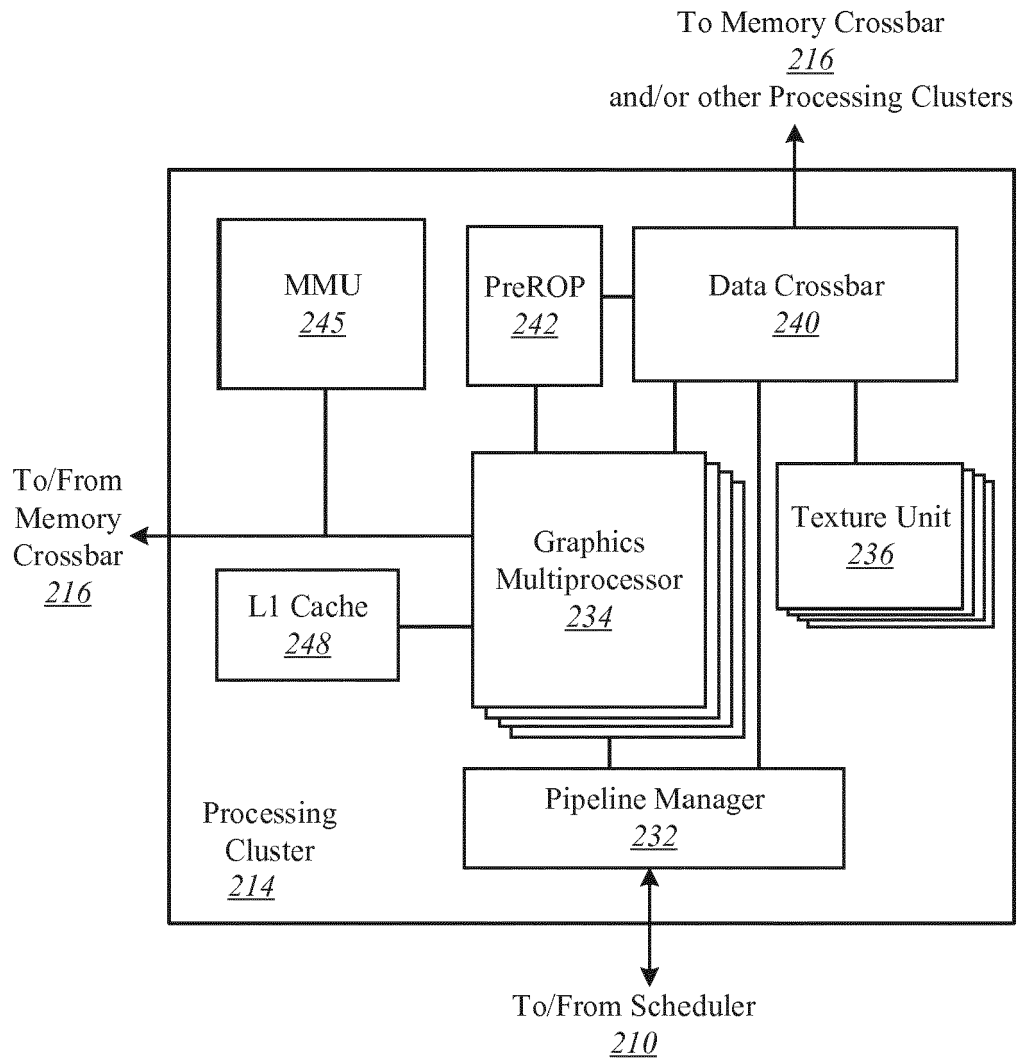 To Memory Crossbar
216
and/or other Processing Clusters
MMU
245
PreROP
242
Data Crossbar
240
To/From
Memory
Crossbar
216
Graphics
Multiprocessor
234
Texture Unit
236
L1 Cache
248
Pipeline Manager
232
Processing
Cluster
214
To/From Scheduler
210